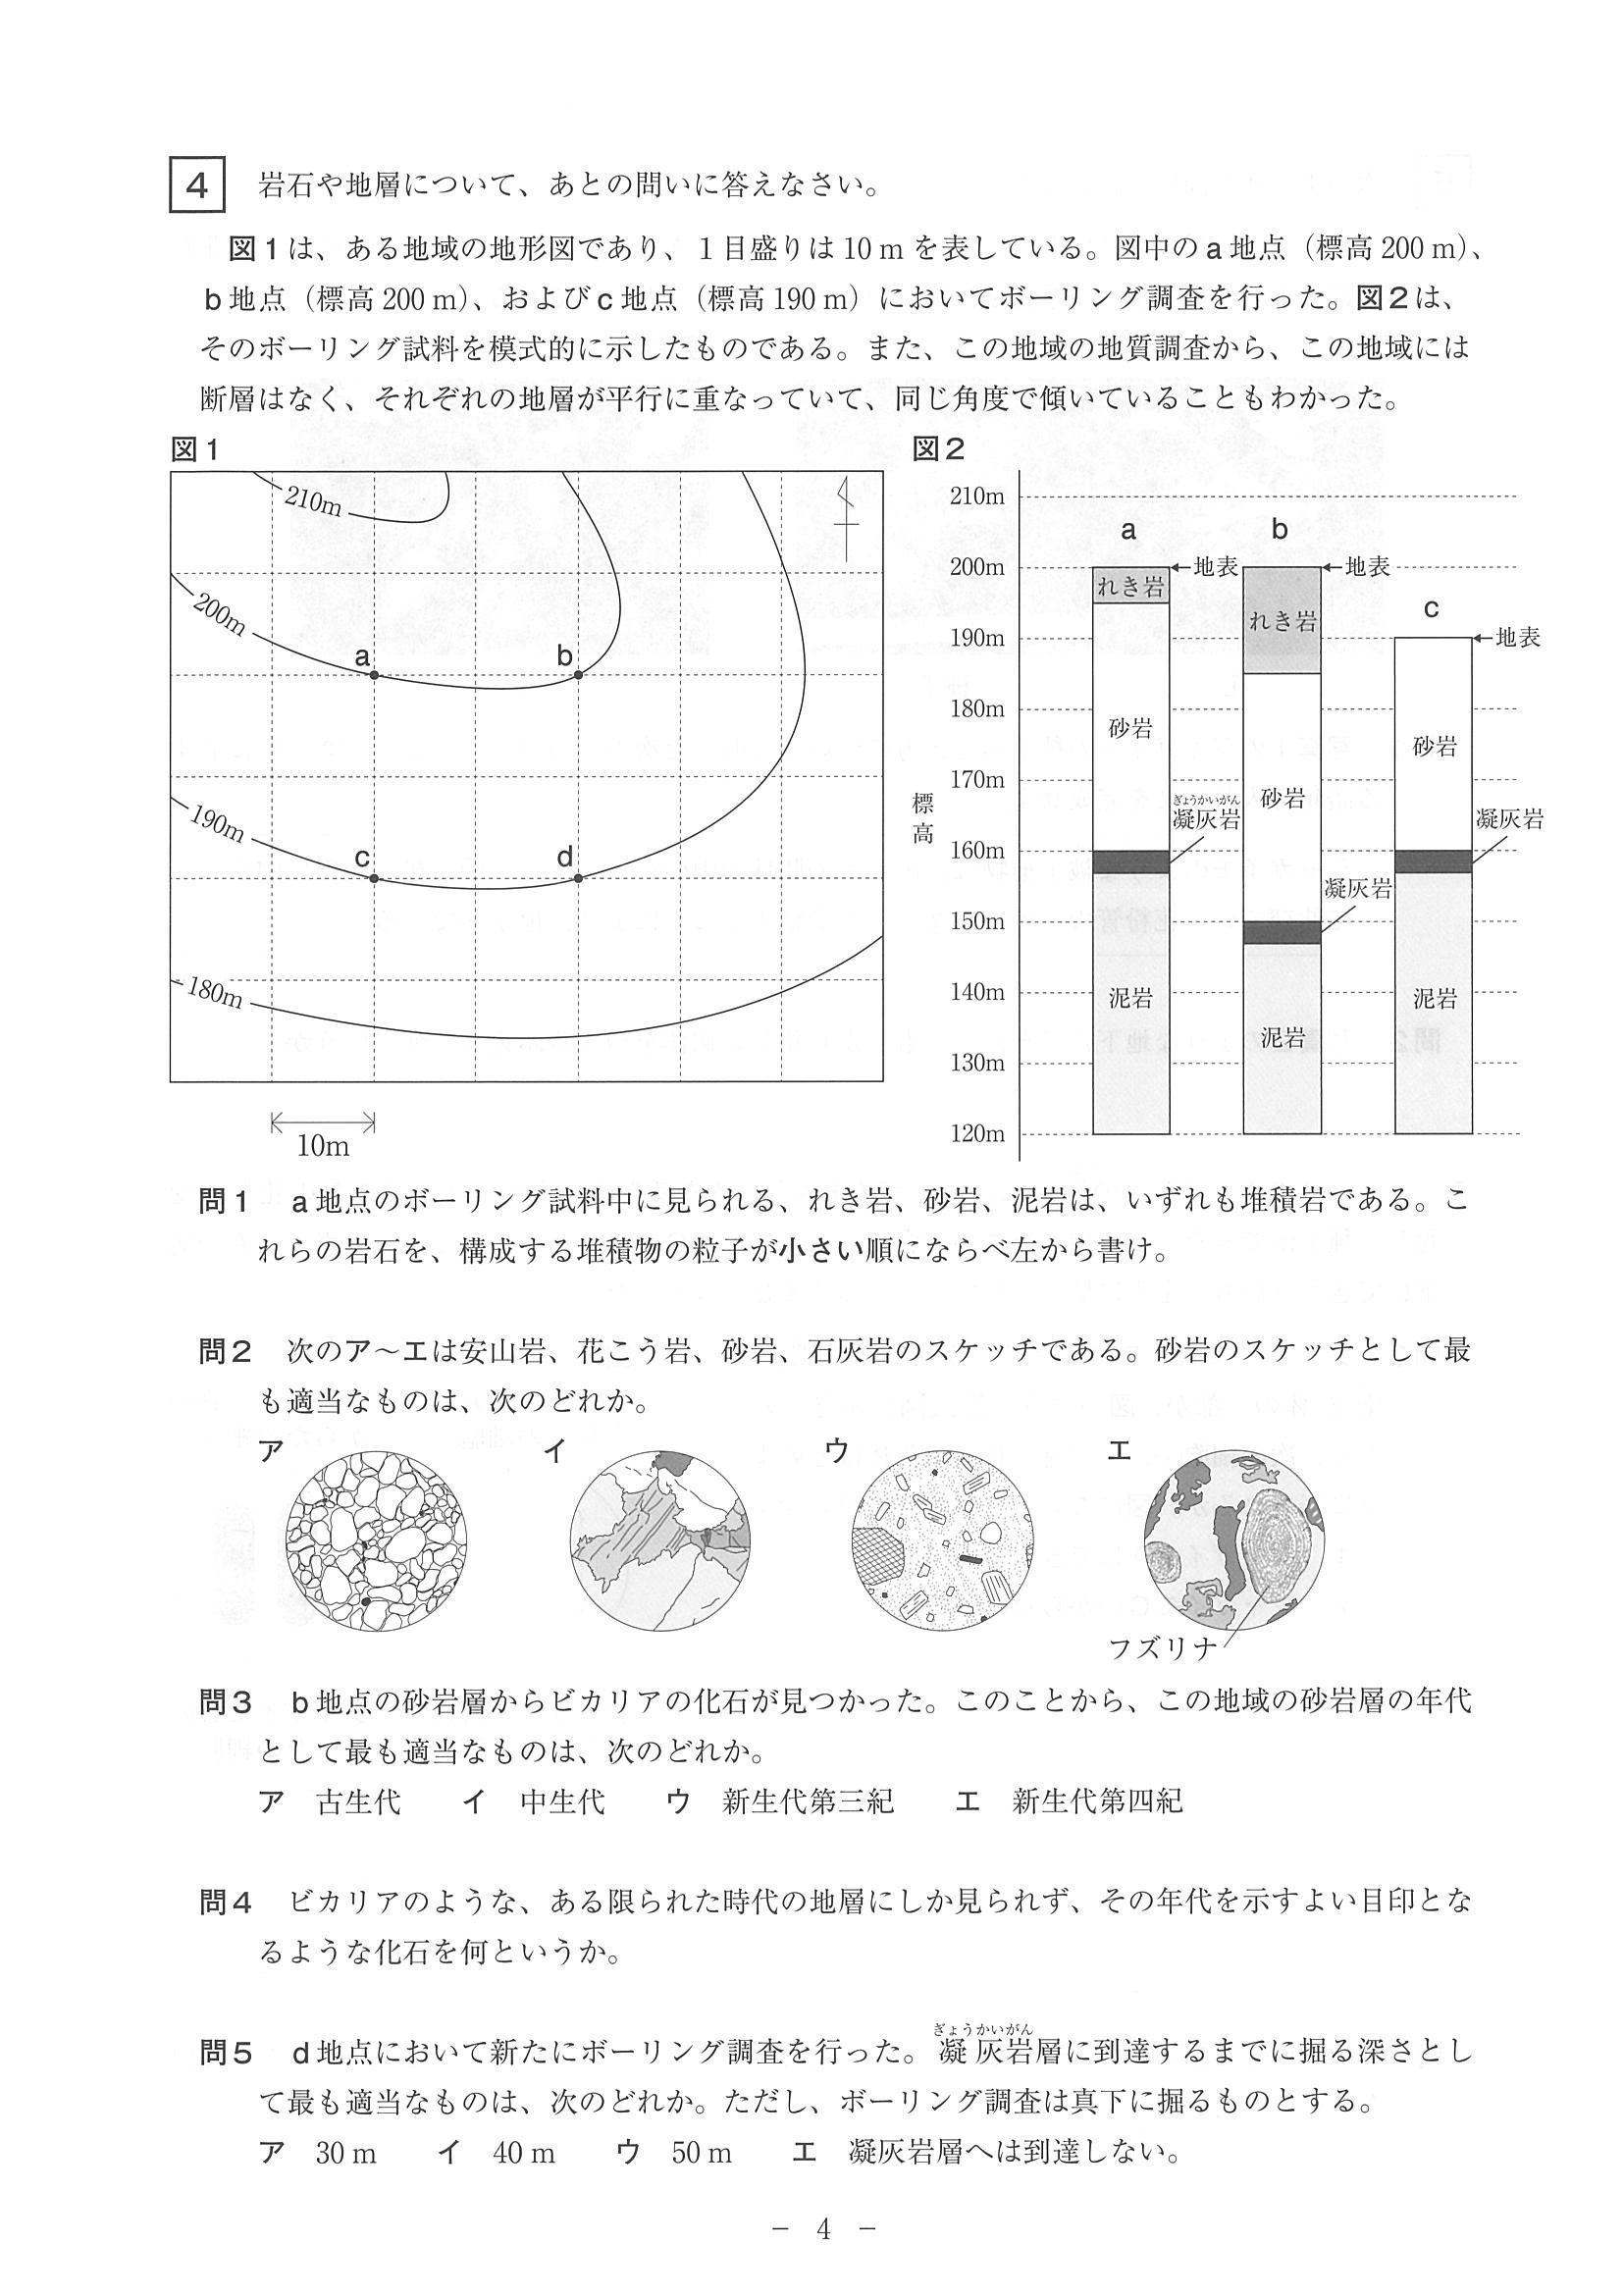 4 岩石や地層について、あとの問いに答えなさい。
図1は、ある地域の地形図であり、1目盛りは10 mを表している。図中のa地点（標高200 m）、
b地点（標高200 m）、およびc地点（標高190 m）においてボーリング調査を行った。図2は、
そのボーリング試料を模式的に示したものである。また、この地域の地質調査から、この地域には
断層はなく、それぞれの地層が平行に重なっていて、同じ角度で傾いていることもわかった。
図1
210m
200m
a
b
190m
c
d
180m
10m
図2
標高
210m
200m
190m
180m
170m
160m
150m
140m
130m
120m
a
地表
れき岩
砂岩
ぎょうかいがん
凝灰岩
泥岩
b
地表
れき岩
砂岩
凝灰岩
泥岩
c
地表
砂岩
凝灰岩
泥岩
問1 a地点のボーリング試料中に見られる、れき岩、砂岩、泥岩は、いずれも堆積岩である。こ
れらの岩石を、構成する堆積物の粒子が小さい順にならべ左から書け。
問2 次のア～エは安山岩、花こう岩、砂岩、石灰岩のスケッチである。砂岩のスケッチとして最
も適当なものは、次のどれか。
ア イ ウ エ
フズリナ
問3 b地点の砂岩層からビカリアの化石が見つかった。このことから、この地域の砂岩層の年代
として最も適当なものは、次のどれか。
ア 古生代 イ 中生代 ウ 新生代第三紀 エ 新生代第四紀
問4 ビカリアのような、ある限られた時代の地層にしか見られず、その年代を示すよい目印とな
るような化石を何というか。
ぎょうかいがん
問5 d地点において新たにボーリング調査を行った。凝灰岩層に到達するまでに掘る深さとし
て最も適当なものは、次のどれか。ただし、ボーリング調査は真下に掘るものとする。
ア 30 m イ 40 m ウ 50 m エ 凝灰岩層へは到達しない。
－ 4 －